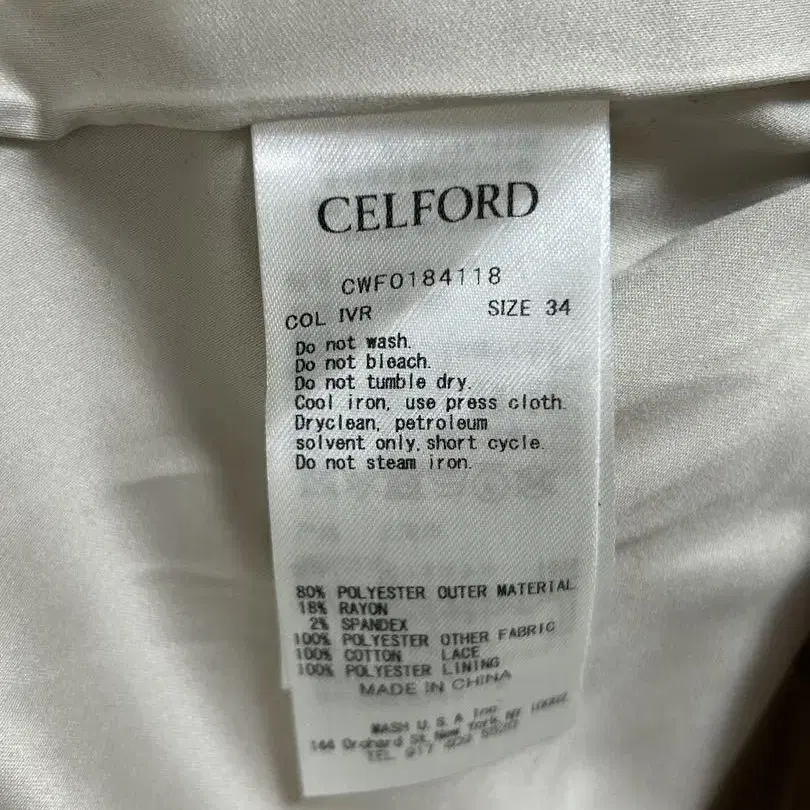 CELFORD
CWF0184118
COL IVR SIZE 34
Do not wash.
Do not bleach.
Do not tumble dry.
Cool iron, use press cloth.
Dryclean, petroleum
solvent only, short cycle.
Do not steam iron.
80% POLYESTER OUTER MATERIAL
18% RAYON
2% SPANDEX
100% POLYESTER OTHER FABRIC
100% COTTON LACE
100% POLYESTER LINING
MADE IN CHINA
MASH U.S.A Inc.
144 Orchard St, New York, NY
TEL 917